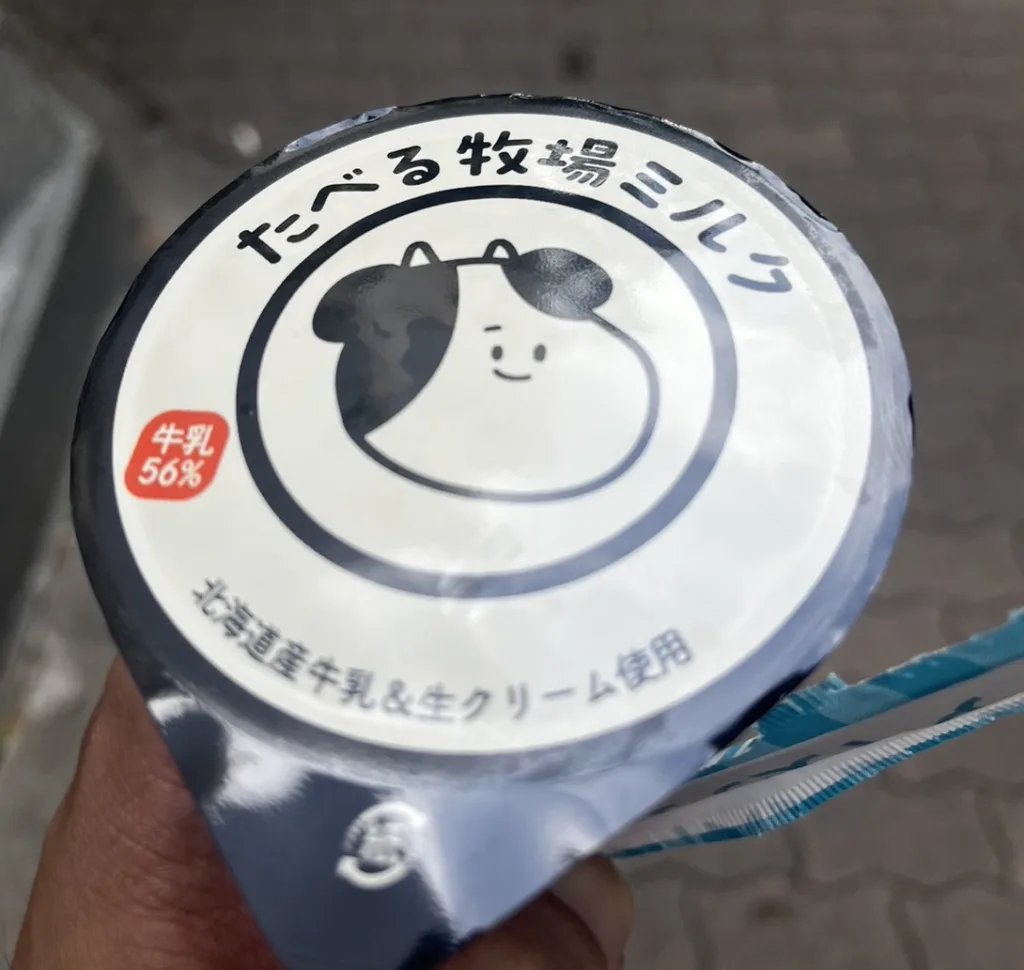 たべる牧場ミルク
牛乳
56%
北海道産牛乳&生クリーム使用